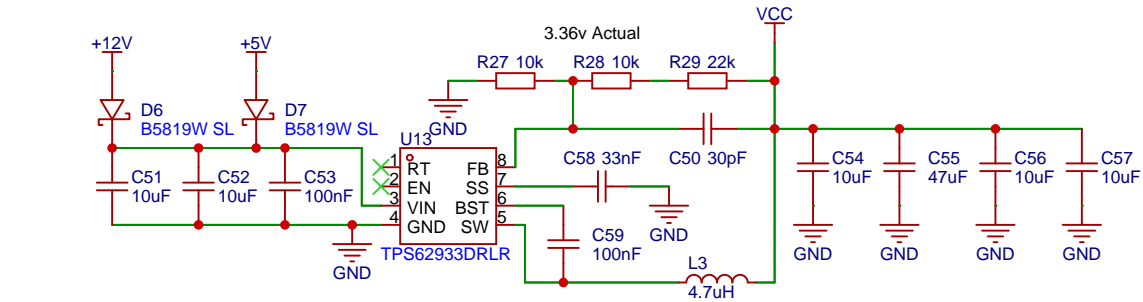 VCC
3.36v Actual
+12V
+5V
R27 10k
R28 10k
R29 22k
D6
B5819W SL
D7
B5819W SL
GND
U13
1
RT
FB
8
2
EN
SS
7
3
VIN
BST
6
4
GND
SW
5
TPS62933DRLR
C51
10uF
C52
10uF
C53
100nF
GND
C58 33nF
C50 30pF
GND
C59
100nF
L3
4.7uH
C54
10uF
C55
47uF
C56
10uF
C57
10uF
GND
GND
GND
GND